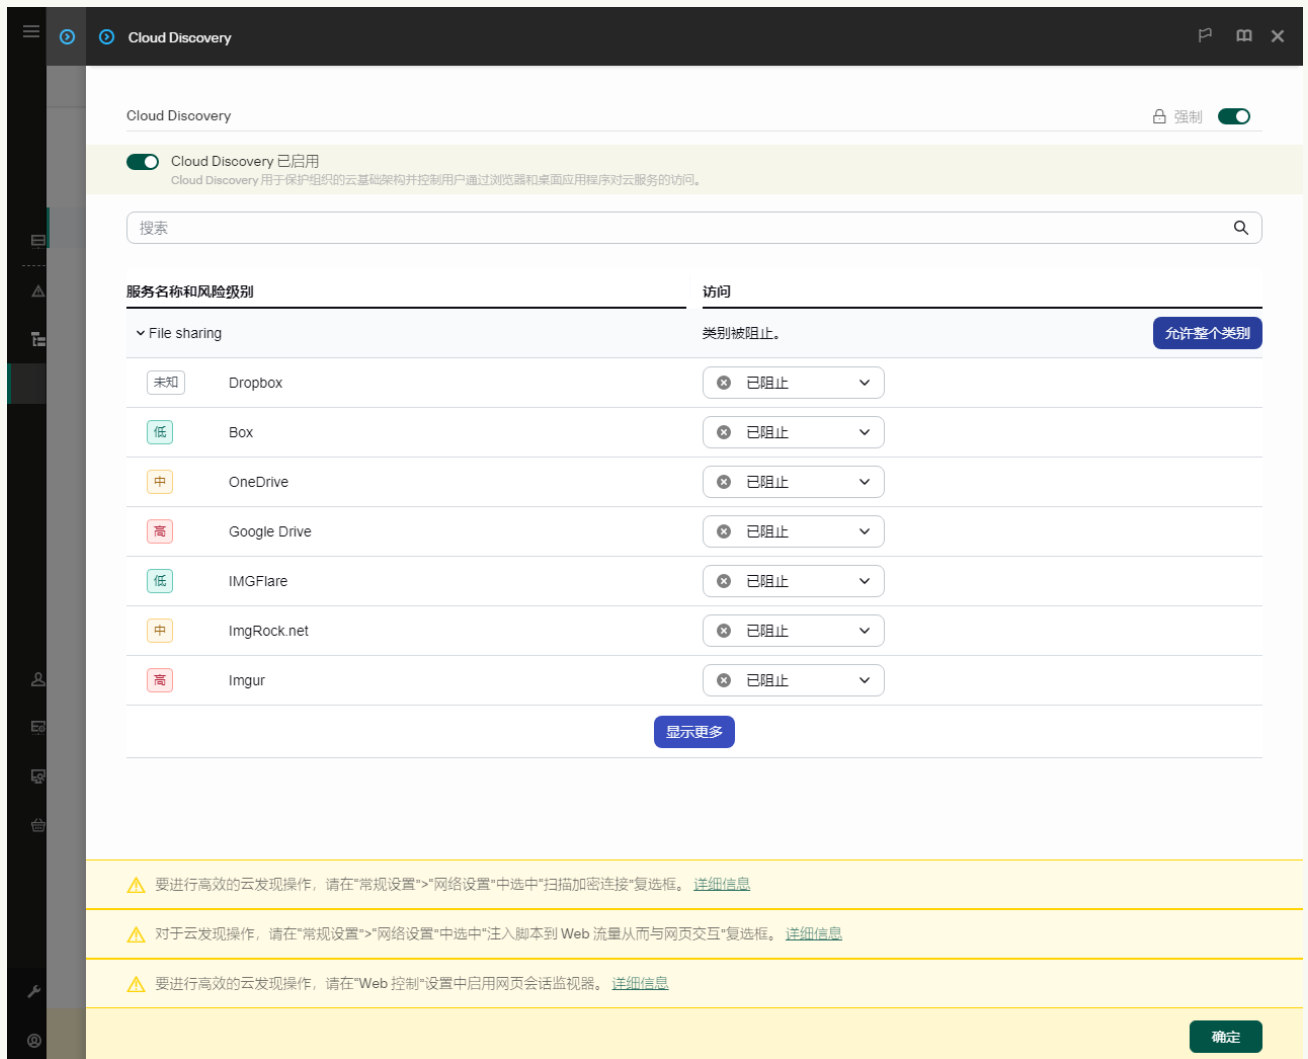 Cloud Discovery
Cloud Discovery
强制
Cloud Discovery 已启用
Cloud Discovery 用于保护组织的云基础架构并控制用户通过浏览器和桌面应用程序对云服务的访问。
搜索
服务名称和风险级别
访问
File sharing
类别被阻止。
允许整个类别
未知 Dropbox 已阻止
低 Box 已阻止
中 OneDrive 已阻止
高 Google Drive 已阻止
低 IMGFlare 已阻止
中 ImgRock.net 已阻止
高 Imgur 已阻止
显示更多
要进行高效的云发现操作，请在"常规设置">"网络设置"中选中"扫描加密连接"复选框。 详细信息
对于云发现操作，请在"常规设置">"网络设置"中选中"注入脚本到 Web 流量从而与网页交互"复选框。 详细信息
要进行高效的云发现操作，请在"Web 控制"设置中启用网页会话监视器。 详细信息
确定